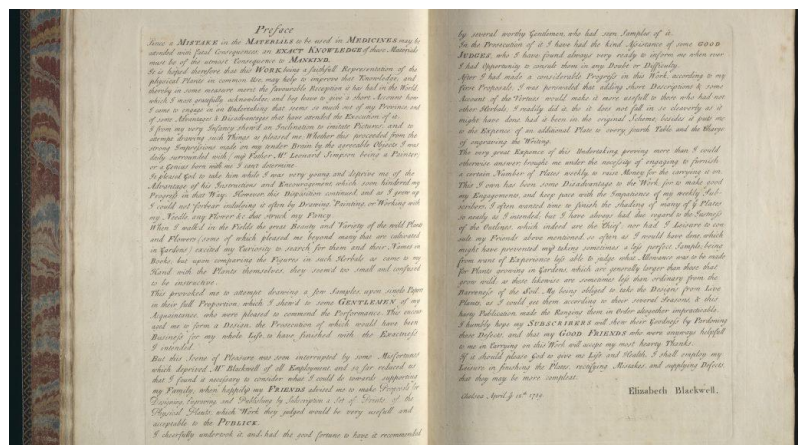 Preface
Since a MISTAKE in the MATERIALS to be used in MEDICINES may be
attended with fatal Consequences an EXACT KNOWLEDGE of those Materials
must be of the utmost Consequence to MANKIND.
It is hoped therefore that this WORK, being a faithfull Representation of the
physical Plants in common Use, may help to improve that Knowledge, and
thereby in some measure merit the favourable Reception it has had in the World
which I most gratefully acknowledge, and beg leave to give a short Account how
I came to engage in an Undertaking that seems so much out of my Province and
of some Advantages & Disadvantages that have attended the Execution of it.
I from my very Infancy shew'd an Inclination to imitate Pictures, and to
attempt drawing such Things as pleased me. Whether this proceeded from the
strong Impressions made on my tender Brain by the agreeable Objects I was
daily surrounded with, my Father, Mr. Leonard Simpson being a Painter,
or a Genius born with me I can't determine
It pleased GOD to take him while I was very young and deprive me of the
Advantage of his Instructions and Encouragement, which soon hindered my
Progress in that Way. However this Disposition continued, and as I grew up
I could not forbear indulging it often by Drawing, Painting, or Working with
my Needle, any Flower &c. that struck my Fancy.
When I walk'd in the Fields the great Beauty and Variety of the wild Plants
and Flowers (some of which pleased me beyond many that are cultivated
in Gardens) excited my Curiosity to search for them and their Names in
Books, but upon comparing the Figures in such Herbals as came to my
Hand with the Plants themselves, they seem'd too small and confused
to be instructive.
This provoked me to attempt drawing a few Samples upon single Paper
in their full Proportion, which I shew'd to some GENTLEMEN of my
Acquaintance, who were pleased to commend the Performance. This encou
raged me to form a Design, the Prosecution of which would have been
Business for my whole Life, to have finished with the Exactness
I intended.
But this Scene of Pleasure was soon interrupted by some Misfortunes
which deprived Mr. Blackwell of all Employment, and so far reduced us
that I found it necessary to consider what I could do towards supporting
my Family, when happily my FRIENDS advised me to make Proposals for
Designing, Engraving, and Publishing by Subscription a Set of Prints of the
Physical Plants, which Work they judged would be very usefull and
acceptable to the PUBLICK.
I chearfully undertook it, and had the good fortune to have it recommended
by several worthy Gentlemen, who had seen Samples of it.
In the Prosecution of it I have had the kind Assistance of some GOOD
JUDGES, who I have found always very ready to inform me when ever
I had Opportunity to consult them in any Doubt or Difficulty.
After I had made a considerable Progress in this Work, according to my
first Proposals, I was persuaded that adding short Descriptions & some
Account of the Vertues would make it more usefull to those who had not
other Herbals, I readily did it tho' it does not fall in so cleverly as it
might have done had it been in the original Scheme, besides it puts me
to the Expence of an additional Plate to every fourth Table and the Charge
of engraving the Writing.
The very great Expence of this Undertaking proving more than I could
otherwise answer brought me under the necessity of engaging to furnish
a certain Number of Plates weekly, to raise Money for the carrying it on.
This I own has been some Disadvantage to the Work for to make good
my Engagement, and keep pace with the Impatience of my weekly Sub-
scribers, I often wanted time to finish the shading of many of ye Plates
so neatly as I intended; but I have always had due regard to the Justness
of the Outlines, which indeed are the Chief; nor had I Leisure to con
sult my Friends above mentioned so often as I would have done, which
might have prevented my taking sometimes a less perfect Sample, being
from want of Experience less able to judge what Allowance was to be made
for Plants growing in Gardens, which are generally larger than those that
grow wild, as these likewise are sometimes less than ordinary from the
Barrenness of the Soil. My being obliged to take the Designs from Live
Plants, as I could get them according to their several Seasons, & this
hasty Publication made the Ranging them in Order altogether impracticable.
I humbly hope my SUBSCRIBERS will shew their Goodness by Pardoning
these Defects, and that my GOOD FRIENDS who were anyways helpfull
to me in Carrying on this Work will accept my most hearty Thanks.
If it should please God to give me Life and Health, I shall employ my
Leisure in finishing the Plates, rectifying Mistakes, and supplying Defects,
that they may be more compleat.
Elizabeth Blackwell.
Chelsea, April ye 12th 1739.